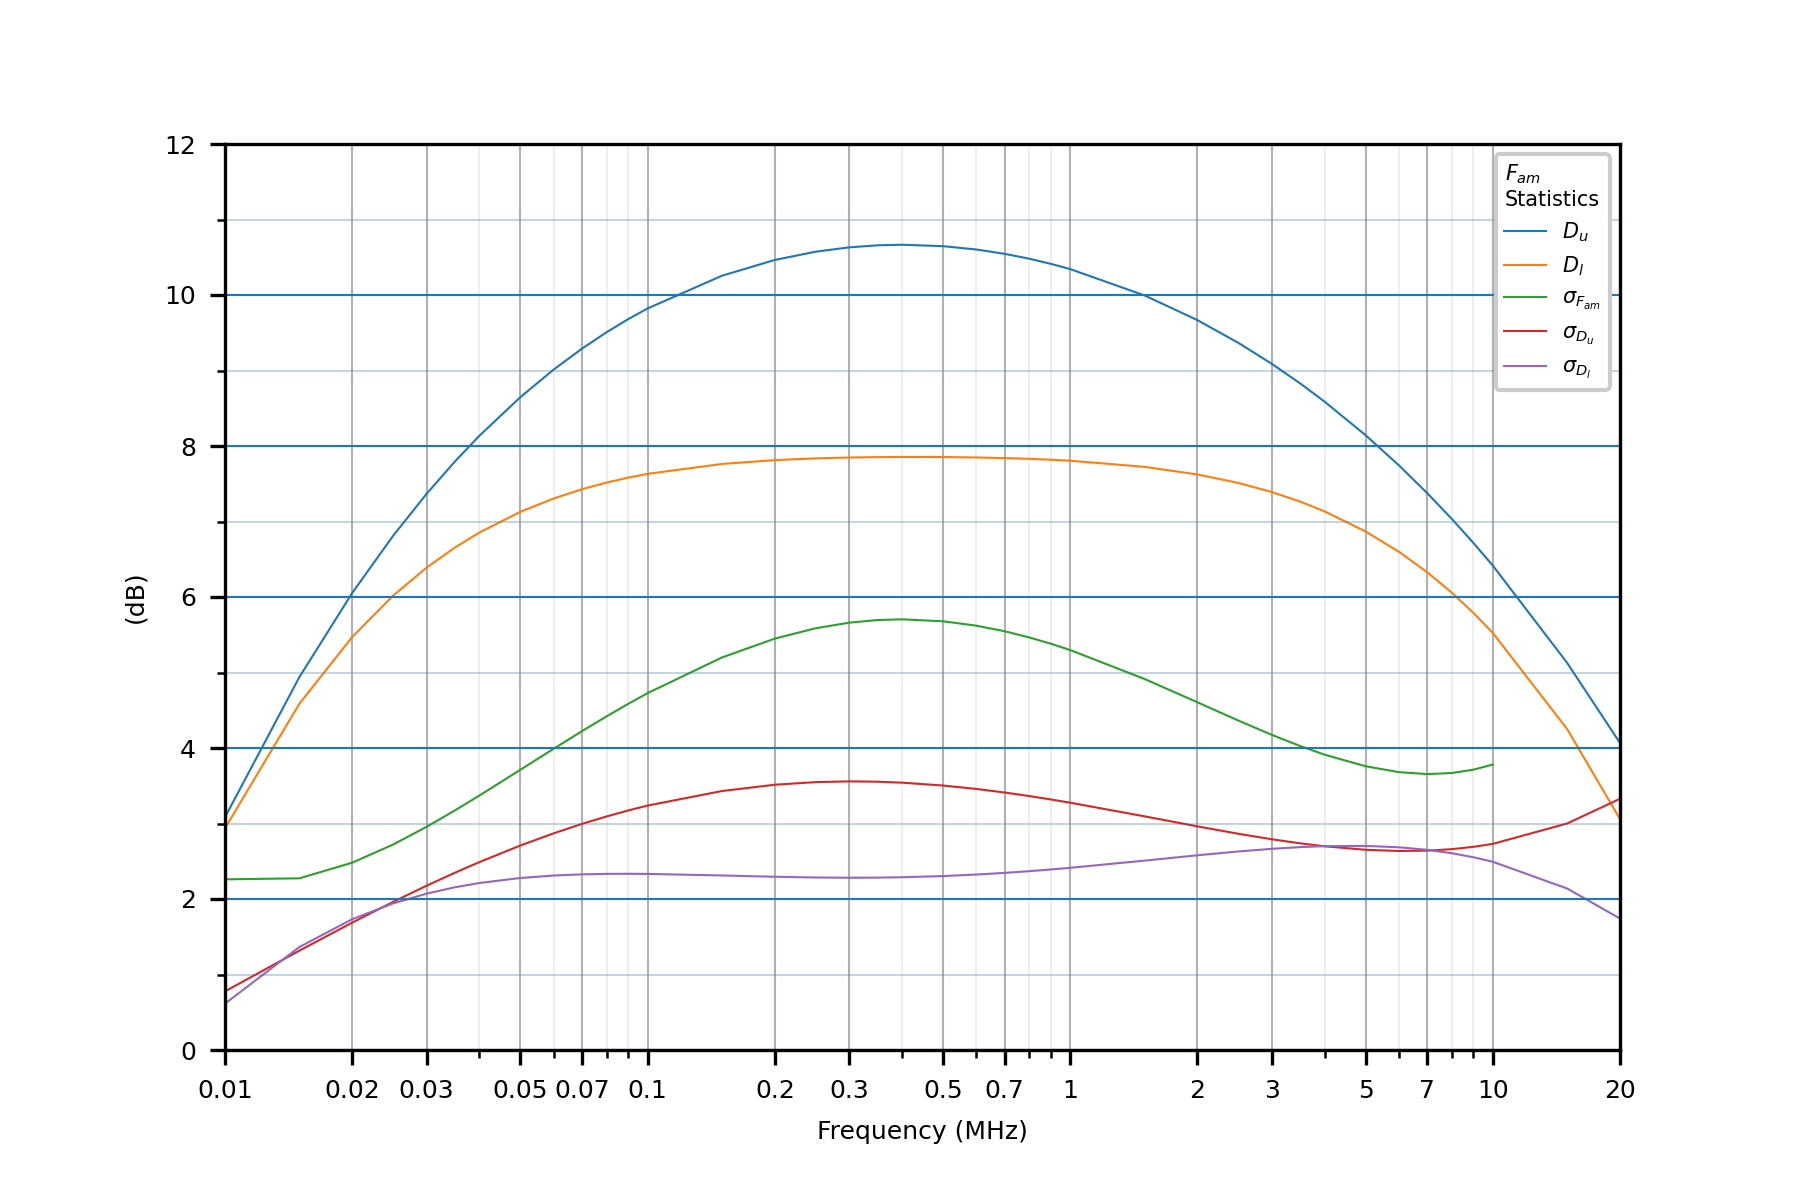 12
10
8
6
4
2
0
(dB)
F_am
Statistics
D_u
D_l
σ_F_am
σ_D_u
σ_D_l
0.01 0.02 0.03 0.05 0.07 0.1 0.2 0.3 0.5 0.7 1 2 3 5 7 10 20
Frequency (MHz)